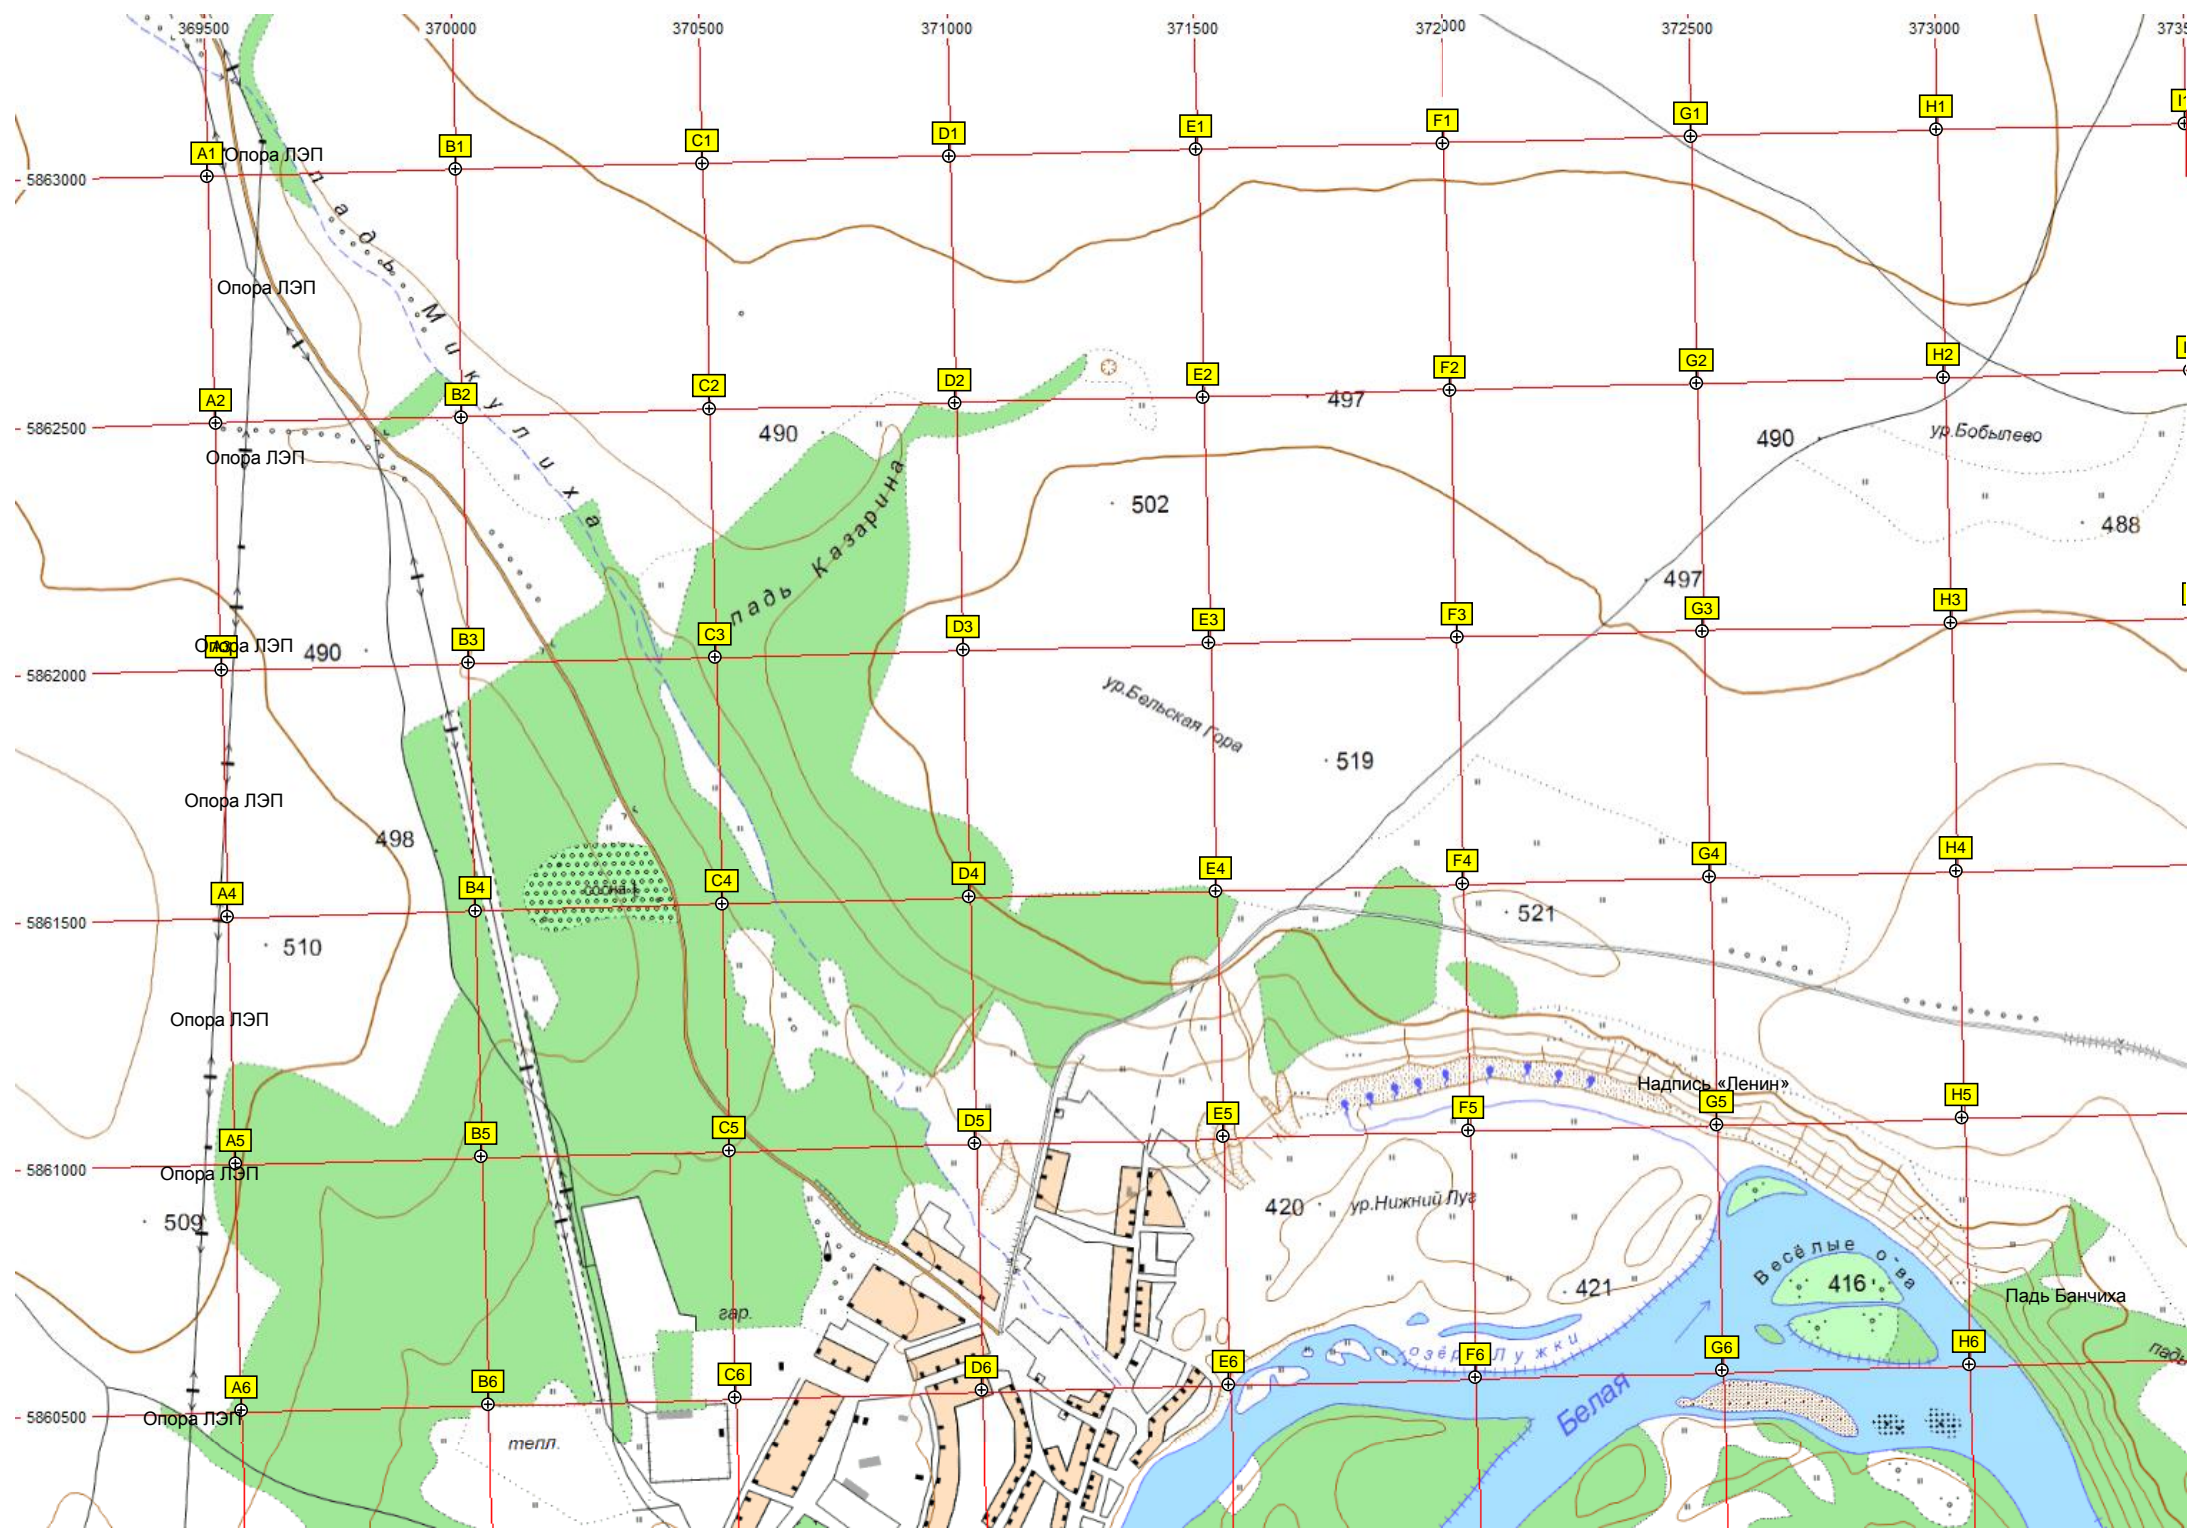 369500 370000 370500 371000 371500 372000 372500 373000
A1 B1 C1 D1 E1 F1 G1 H1
Опора ЛЭП
5863000
падь Микулиха
Опора ЛЭП
A2 B2 C2 D2 E2 F2 G2 H2
497
5862500
490
490
ур.Бобылево
Опора ЛЭП
502
488
падь Казарина
497
A3 B3 C3 D3 E3 F3 G3 H3
Опора ЛЭП
490
5862000
ур.Бельская Гора
519
Опора ЛЭП
498
A4 B4 C4 D4 E4 F4 G4 H4
сосна
521
5861500
510
Опора ЛЭП
Надпись «Ленин»
A5 B5 C5 D5 E5 F5 G5 H5
5861000
Опора ЛЭП
509
420
ур.Нижний Луг
Весёлые о-ва
416
421
Падь Банчиха
гар.
озёра Лужки
падь
A6 B6 C6 D6 E6 F6 G6 H6
5860500
Опора ЛЭП
Белая
тепл.